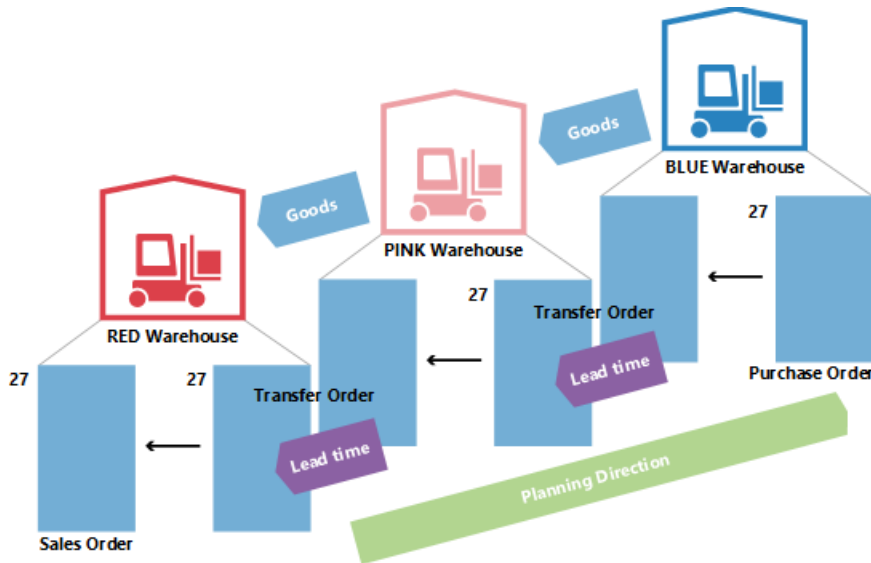 BLUE Warehouse
Goods
PINK Warehouse
Goods
RED Warehouse
27
27
Transfer Order
Lead time
Purchase Order
27
27
Transfer Order
Lead time
Planning Direction
Sales Order